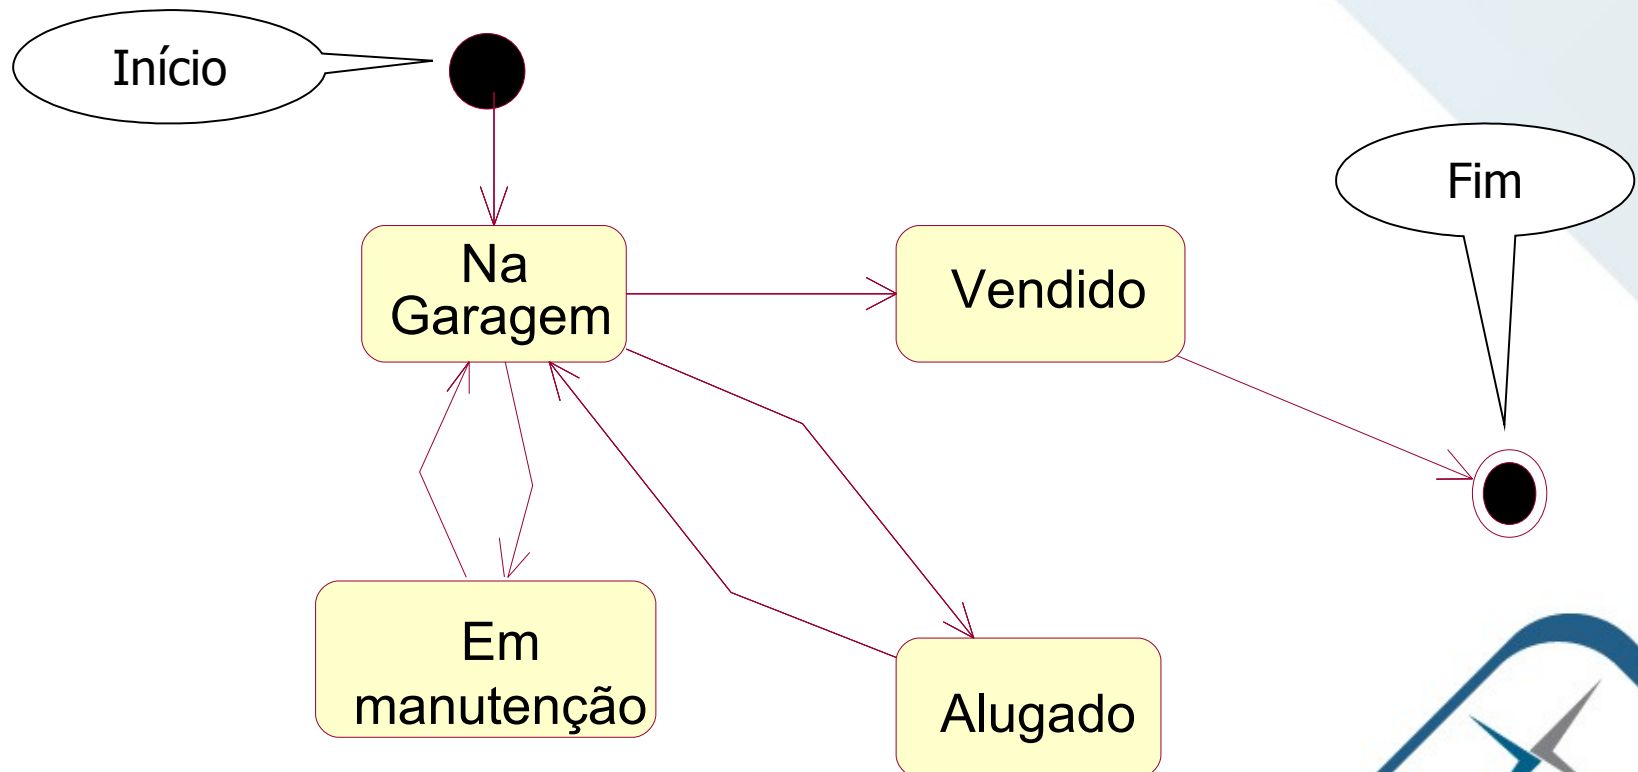 Início
Fim
Na
Garagem
Vendido
Em
manutenção
Alugado